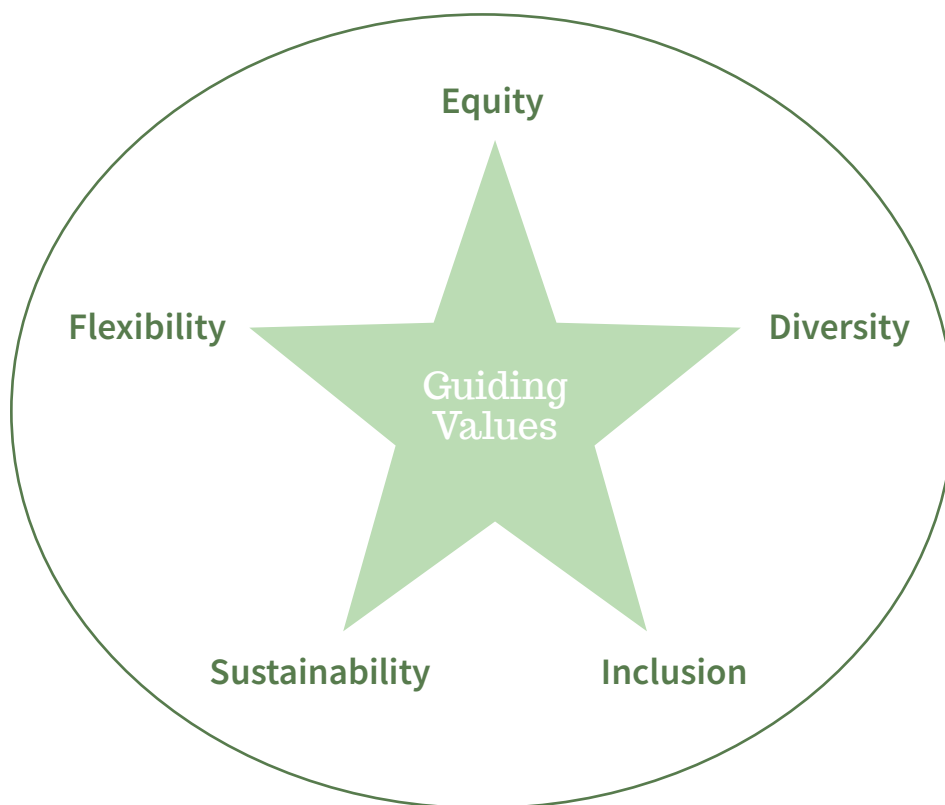 Equity
Flexibility
Diversity
Guiding
Values
Sustainability
Inclusion